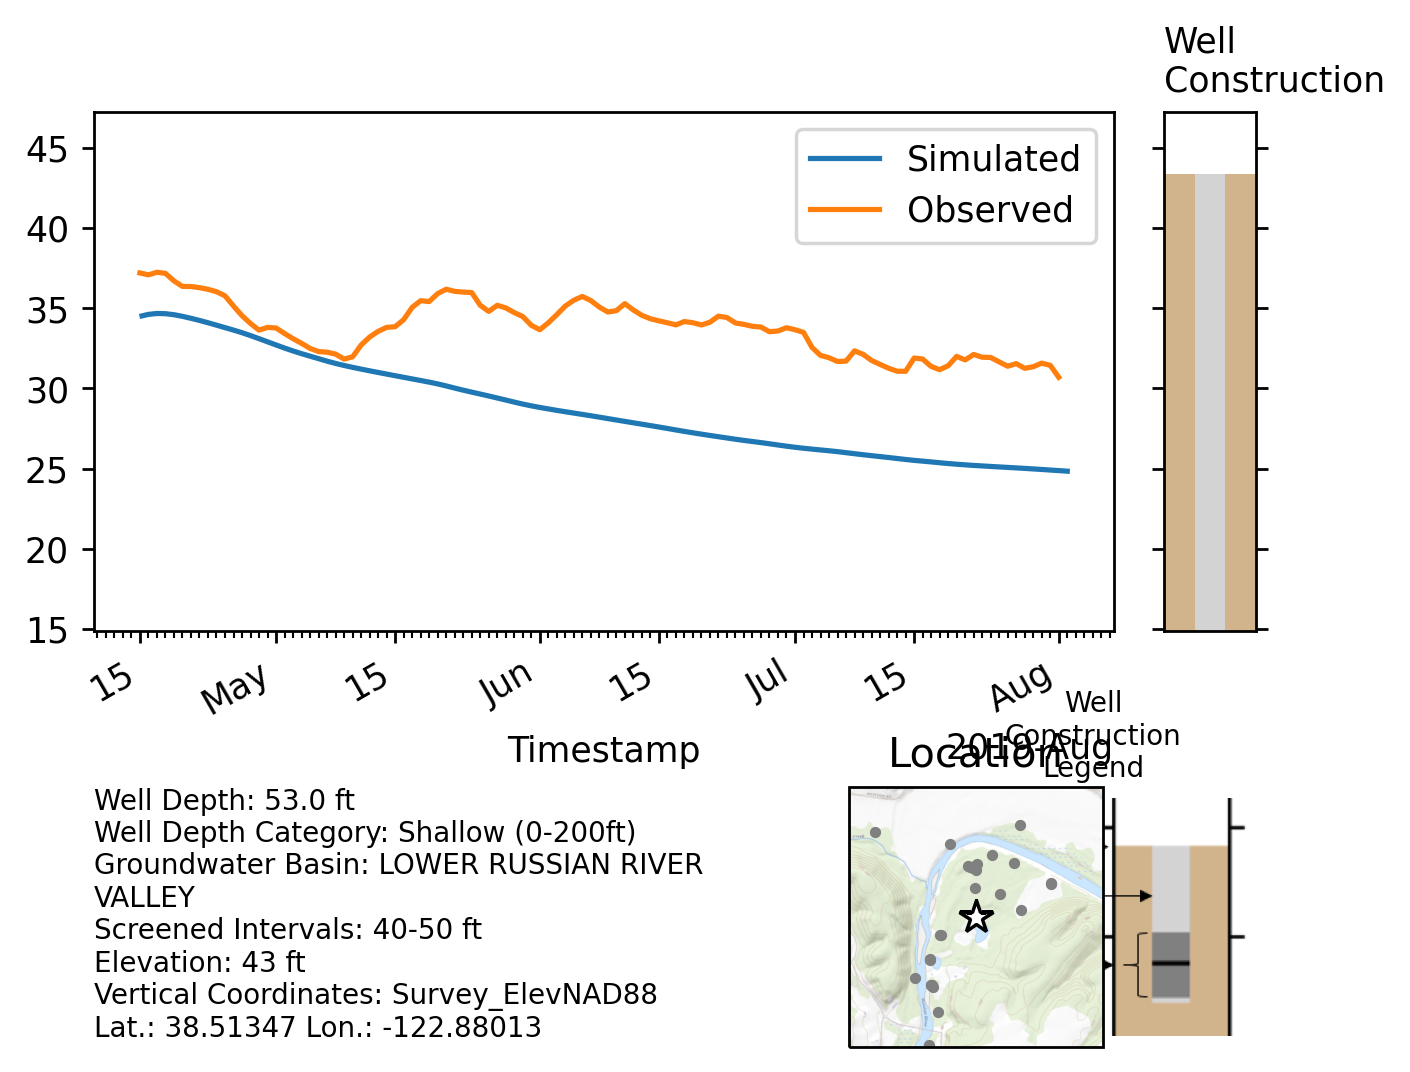 Well
Construction
45
40
35
30
25
20
15
Simulated
Observed
15
May
15
Jun
15
Jul
15
Aug
Timestamp
2019-Aug
Well
Construction
Legend
Location
Well Depth: 53.0 ft
Well Depth Category: Shallow (0-200ft)
Groundwater Basin: LOWER RUSSIAN RIVER
VALLEY
Screened Intervals: 40-50 ft
Elevation: 43 ft
Vertical Coordinates: Survey_ElevNAD88
Lat.: 38.51347 Lon.: -122.88013